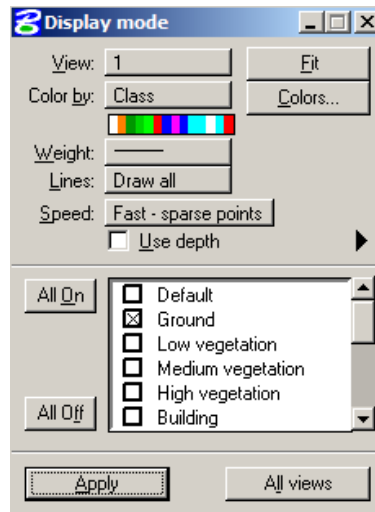 Display mode
View: 1 Fit
Color by: Class Colors...
Weight:
Lines: Draw all
Speed: Fast - sparse points
Use depth
All On
Default
Ground
Low vegetation
Medium vegetation
High vegetation
All Off
Building
Apply All views